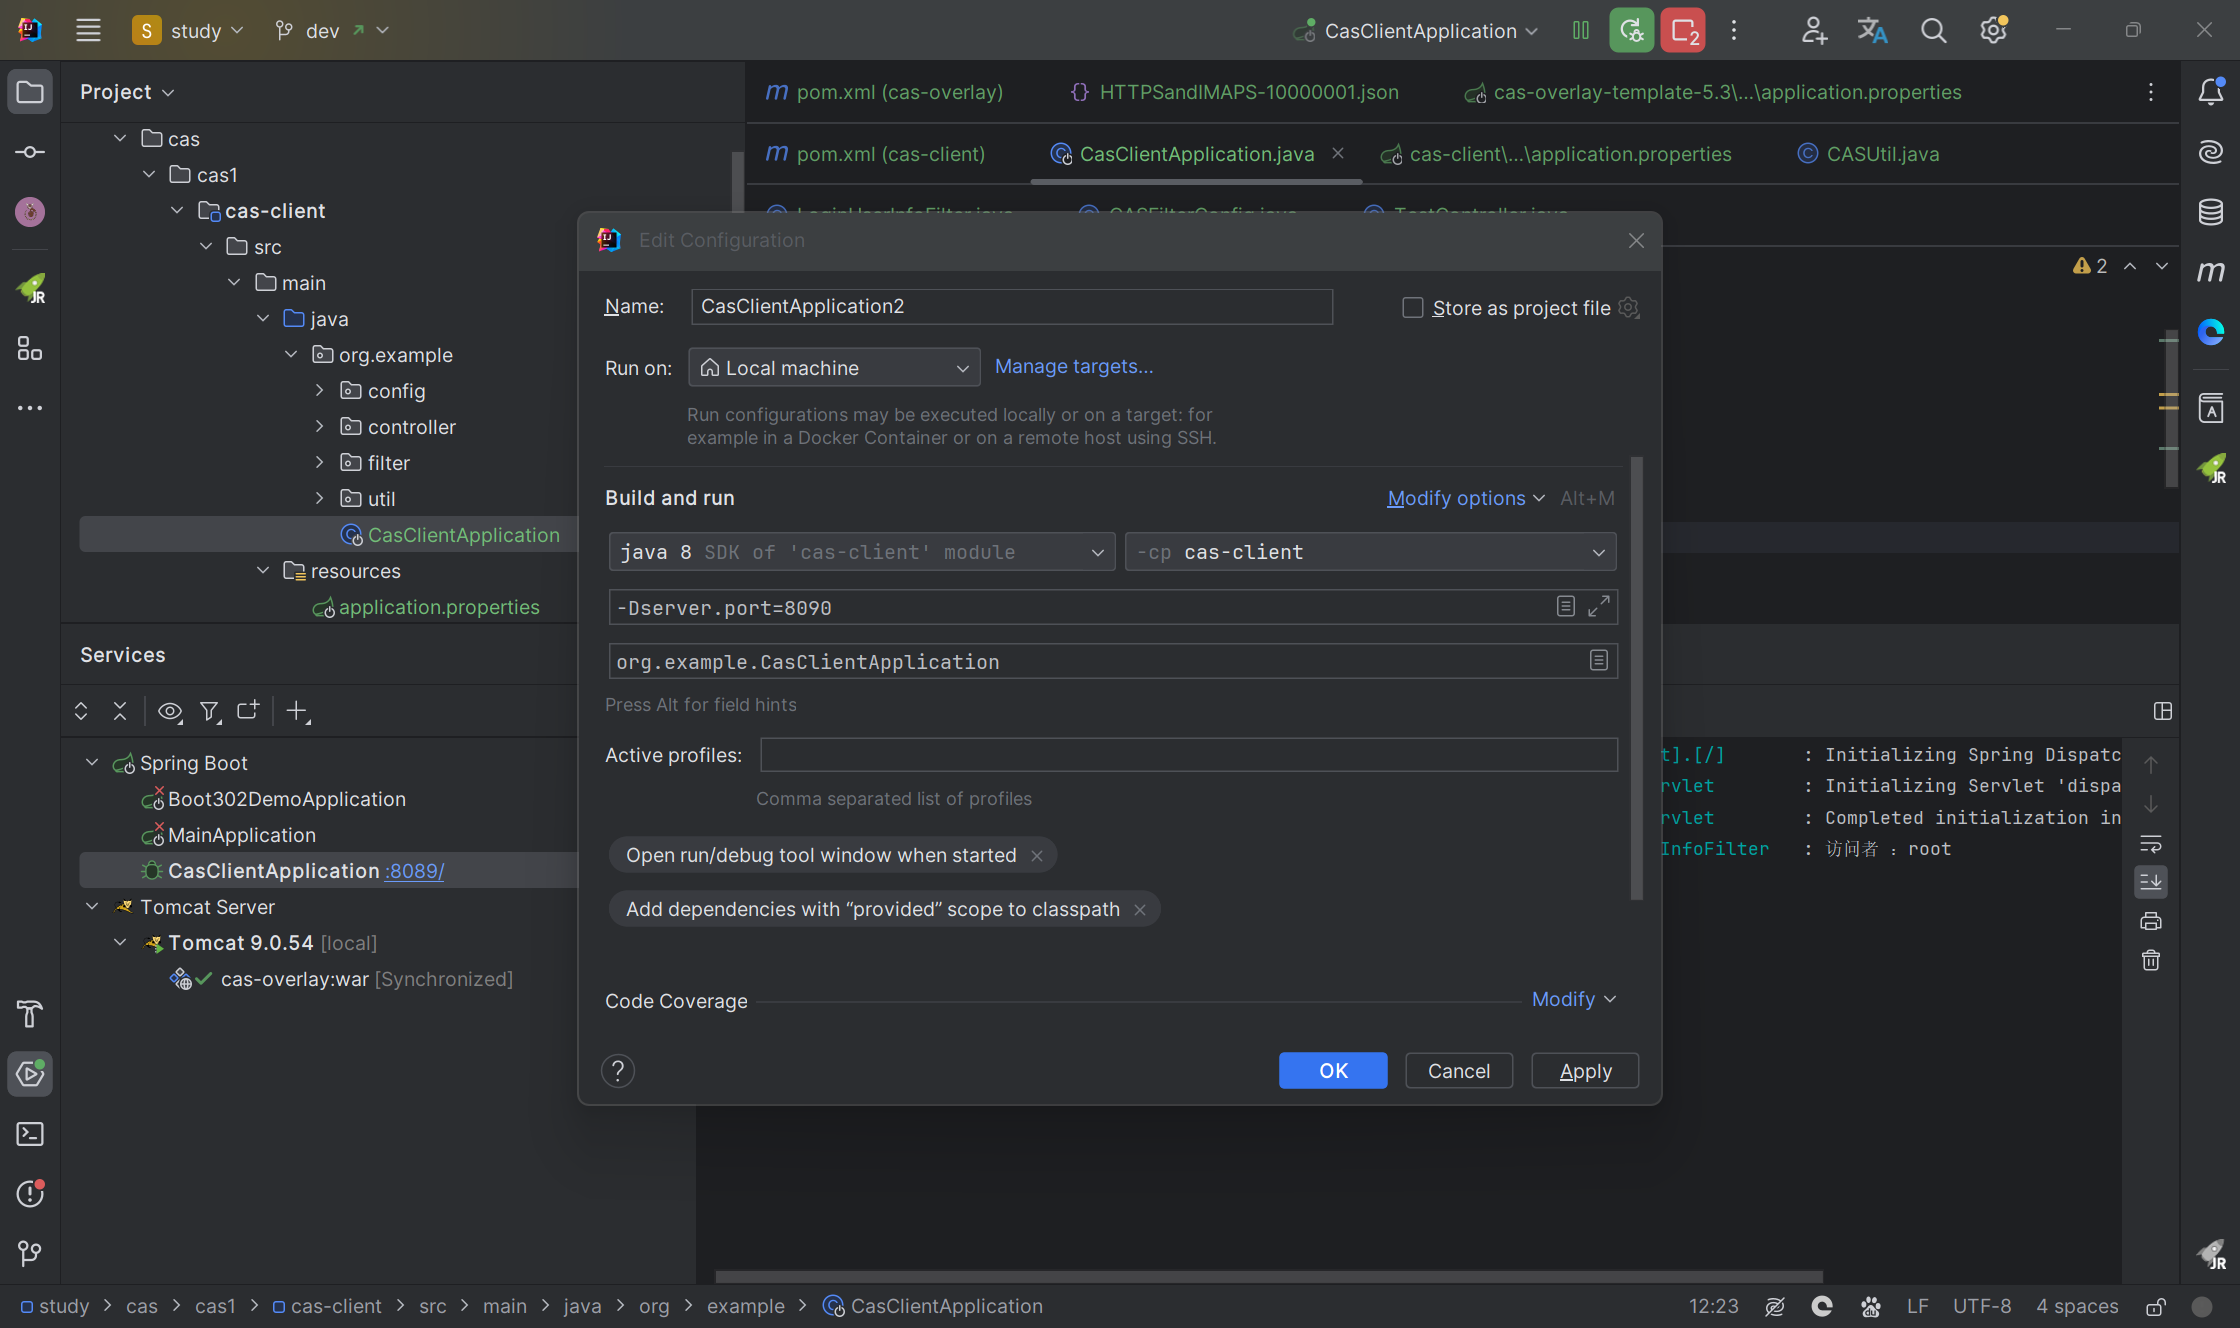 S study dev CasClientApplication 2
Project
cas
cas1
cas-client
src
main
java
org.example
config
controller
filter
util
CasClientApplication
resources
application.properties
pom.xml (cas-overlay) HTTPSandIMAPS-10000001.json cas-overlay-template-5.3\...\application.properties
pom.xml (cas-client) CasClientApplication.java cas-client\...\application.properties CASUtil.java
LoginUserInfoFilter.java CASFilterConfig.java TestController.java
2
Edit Configuration
Name: CasClientApplication2 Store as project file
Run on: Local machine Manage targets...
Run configurations may be executed locally or on a target: for
example in a Docker Container or on a remote host using SSH.
Build and run Modify options Alt+M
java 8 SDK of 'cas-client' module -cp cas-client
-Dserver.port=8090
org.example.CasClientApplication
Press Alt for field hints
Active profiles:
Comma separated list of profiles
Open run/debug tool window when started
Add dependencies with “provided” scope to classpath
Code Coverage Modify
? OK Cancel Apply
Services
Spring Boot
Boot302DemoApplication
MainApplication
CasClientApplication :8089/
Tomcat Server
Tomcat 9.0.54 [local]
cas-overlay:war [Synchronized]
t].[/] : Initializing Spring Dispatc
rvlet : Initializing Servlet 'dispa
rvlet : Completed initialization in
InfoFilter : 访问者 ：root
study > cas > cas1 > cas-client > src > main > java > org > example > CasClientApplication 12:23 LF UTF-8 4 spaces